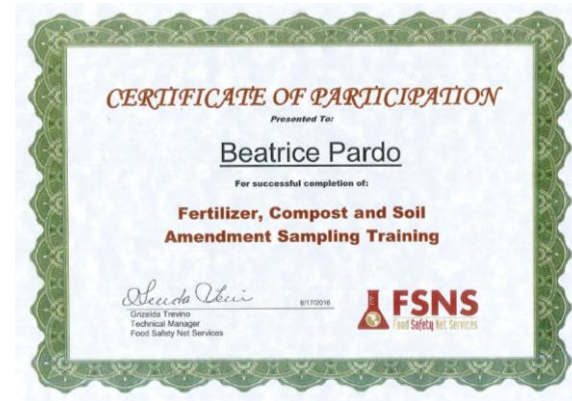 CERTIFICATE OF PARTICIPATION
Presented To:
Beatrice Pardo
For successful completion of:
Fertilizer, Compost and Soil
Amendment Sampling Training
6/17/2016
Grizelda Trevino
Technical Manager
Food Safety Net Services
FSNS
Food Safety Net Services